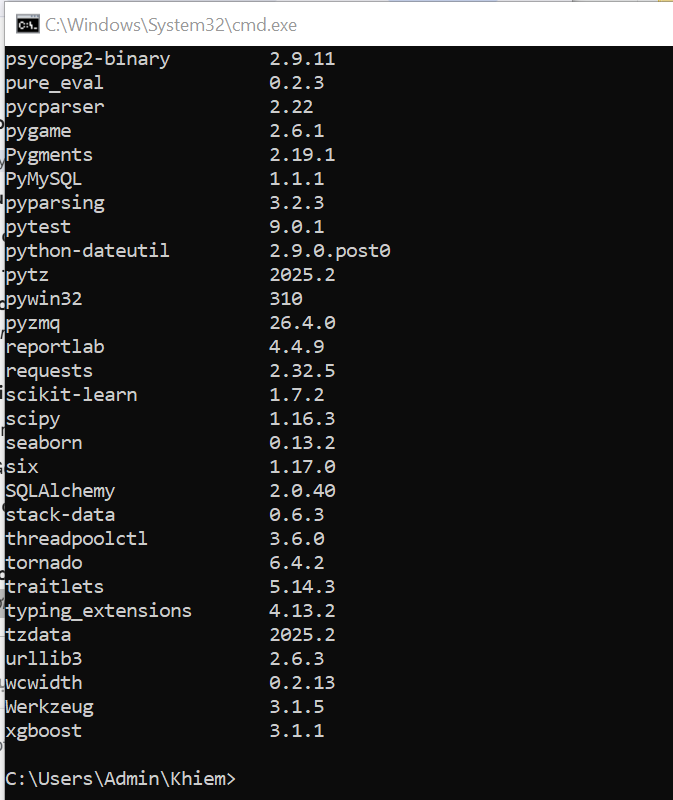 C:\Windows\System32\cmd.exe
psycopg2-binary 2.9.11
pure_eval 0.2.3
pycparser 2.22
pygame 2.6.1
Pygments 2.19.1
PyMySQL 1.1.1
pyparsing 3.2.3
pytest 9.0.1
python-dateutil 2.9.0.post0
pytz 2025.2
pywin32 310
pyzmq 26.4.0
reportlab 4.4.9
requests 2.32.5
scikit-learn 1.7.2
scipy 1.16.3
seaborn 0.13.2
six 1.17.0
SQLAlchemy 2.0.40
stack-data 0.6.3
threadpoolctl 3.6.0
tornado 6.4.2
traitlets 5.14.3
typing_extensions 4.13.2
tzdata 2025.2
urllib3 2.6.3
wcwidth 0.2.13
Werkzeug 3.1.5
xgboost 3.1.1
C:\Users\Admin\Khiem>